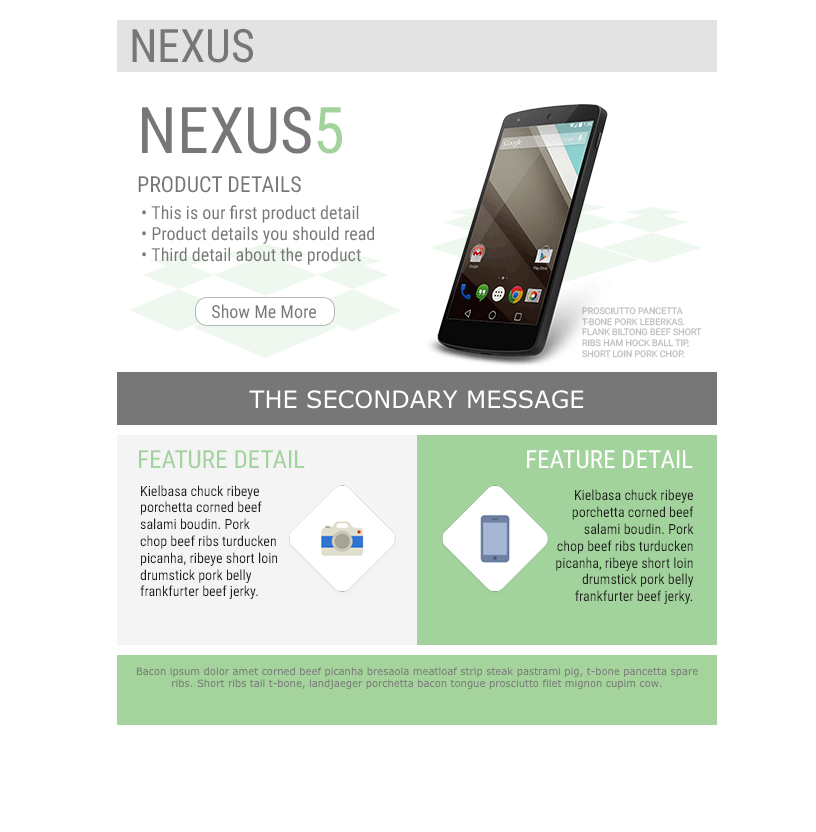 NEXUS
NEXUS5
PRODUCT DETAILS
• This is our first product detail
• Product details you should read
• Third detail about the product
Show Me More
Google
Google
Play Store
PROSCIUTTO PANCETTA
T-BONE PORK LEBERKAS.
FLANK BILTONG BEEF SHORT
RIBS HAM HOCK BALL TIP,
SHORT LOIN PORK CHOP.
THE SECONDARY MESSAGE
FEATURE DETAIL
Kielbasa chuck ribeye
porchetta corned beef
salami boudin. Pork
chop beef ribs turducken
picanha, ribeye short loin
drumstick pork belly
frankfurter beef jerky.
FEATURE DETAIL
Kielbasa chuck ribeye
porchetta corned beef
salami boudin. Pork
chop beef ribs turducken
picanha, ribeye short loin
drumstick pork belly
frankfurter beef jerky.
Bacon ipsum dolor amet corned beef picanha bresaola meatloaf strip steak pastrami pig, t-bone pancetta spare
ribs. Short ribs tail t-bone, landjaeger porchetta bacon tongue prosciutto filet mignon cupim cow.